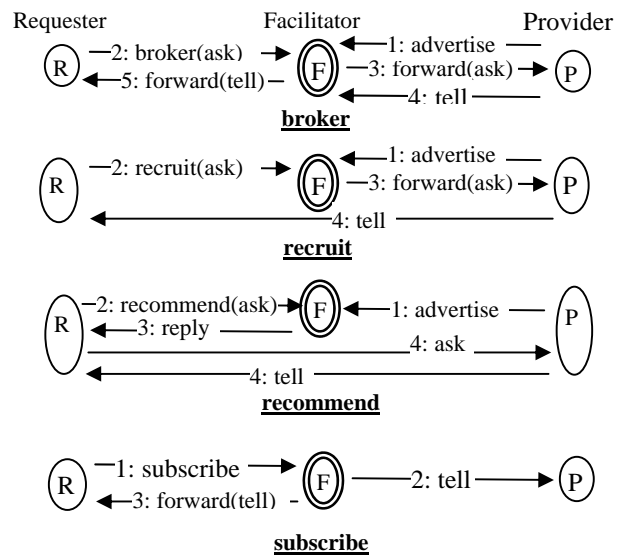 Requester Facilitator Provider
R 2: broker(ask) F 1: advertise P
5: forward(tell) 3: forward(ask)
4: tell
broker
R 2: recruit(ask) F 1: advertise P
3: forward(ask)
4: tell
recruit
R 2: recommend(ask) F 1: advertise P
3: reply
4: ask
4: tell
recommend
R 1: subscribe F 2: tell P
3: forward(tell)
subscribe